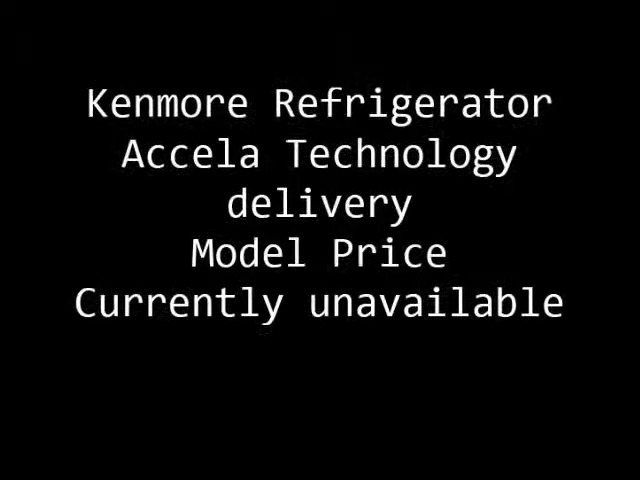 Kenmore Refrigerator
Accela Technology
delivery
Model Price
Currently unavailable